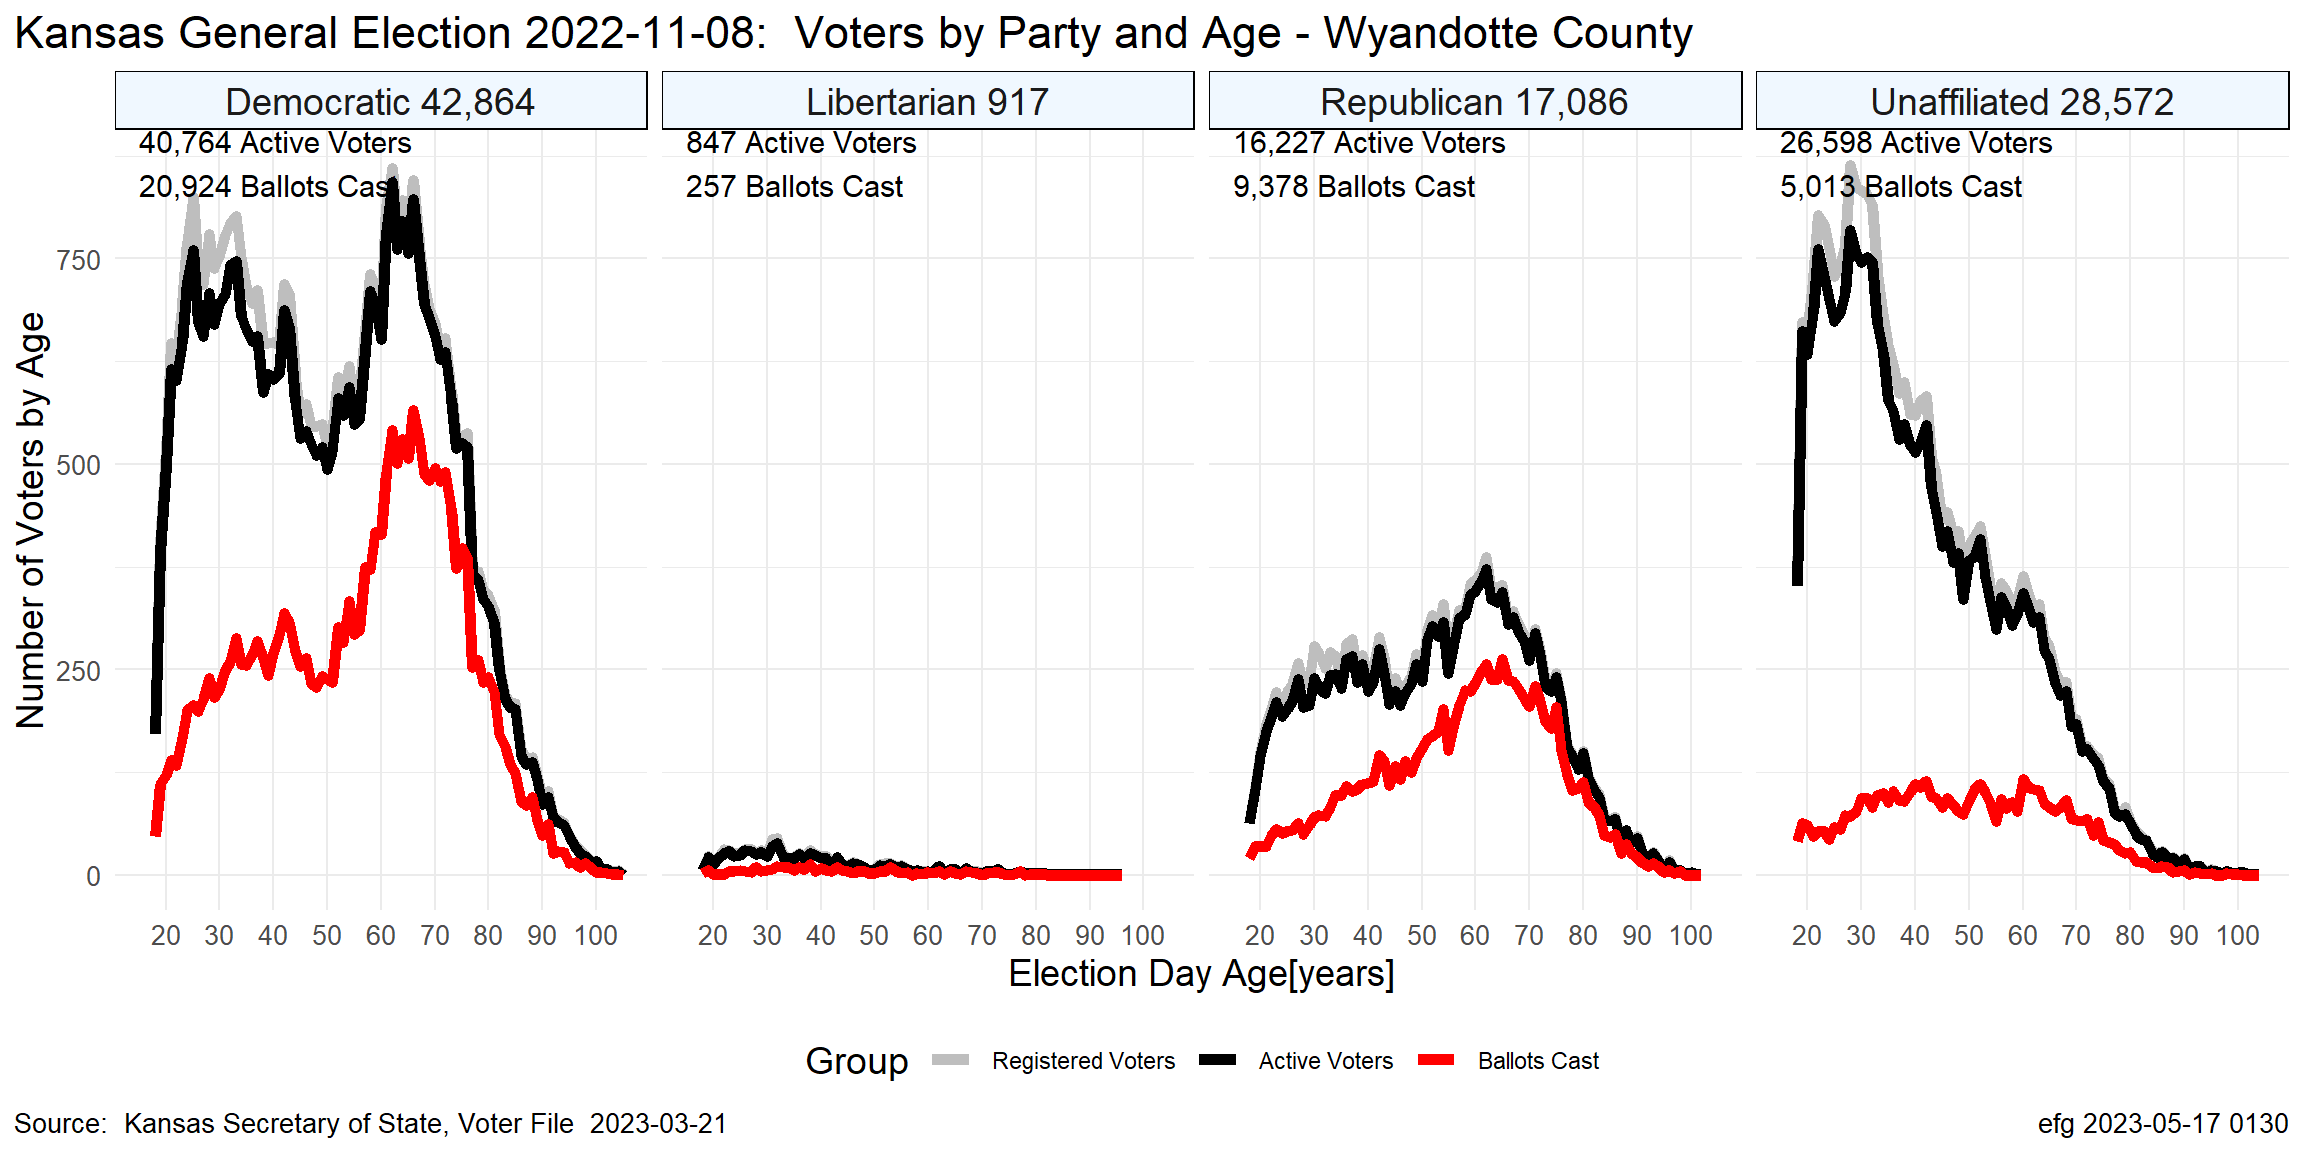 Kansas General Election 2022-11-08:  Voters by Party and Age - Wyandotte County
Democratic 42,864
Libertarian 917
Republican 17,086
Unaffiliated 28,572
40,764 Active Voters
20,924 Ballots Cast
847 Active Voters
257 Ballots Cast
16,227 Active Voters
9,378 Ballots Cast
26,598 Active Voters
5,013 Ballots Cast
Number of Voters by Age
750
500
250
0
20 30 40 50 60 70 80 90 100
20 30 40 50 60 70 80 90 100
20 30 40 50 60 70 80 90 100
20 30 40 50 60 70 80 90 100
Election Day Age[years]
Group Registered Voters Active Voters Ballots Cast
Source:  Kansas Secretary of State, Voter File  2023-03-21
efg 2023-05-17 0130